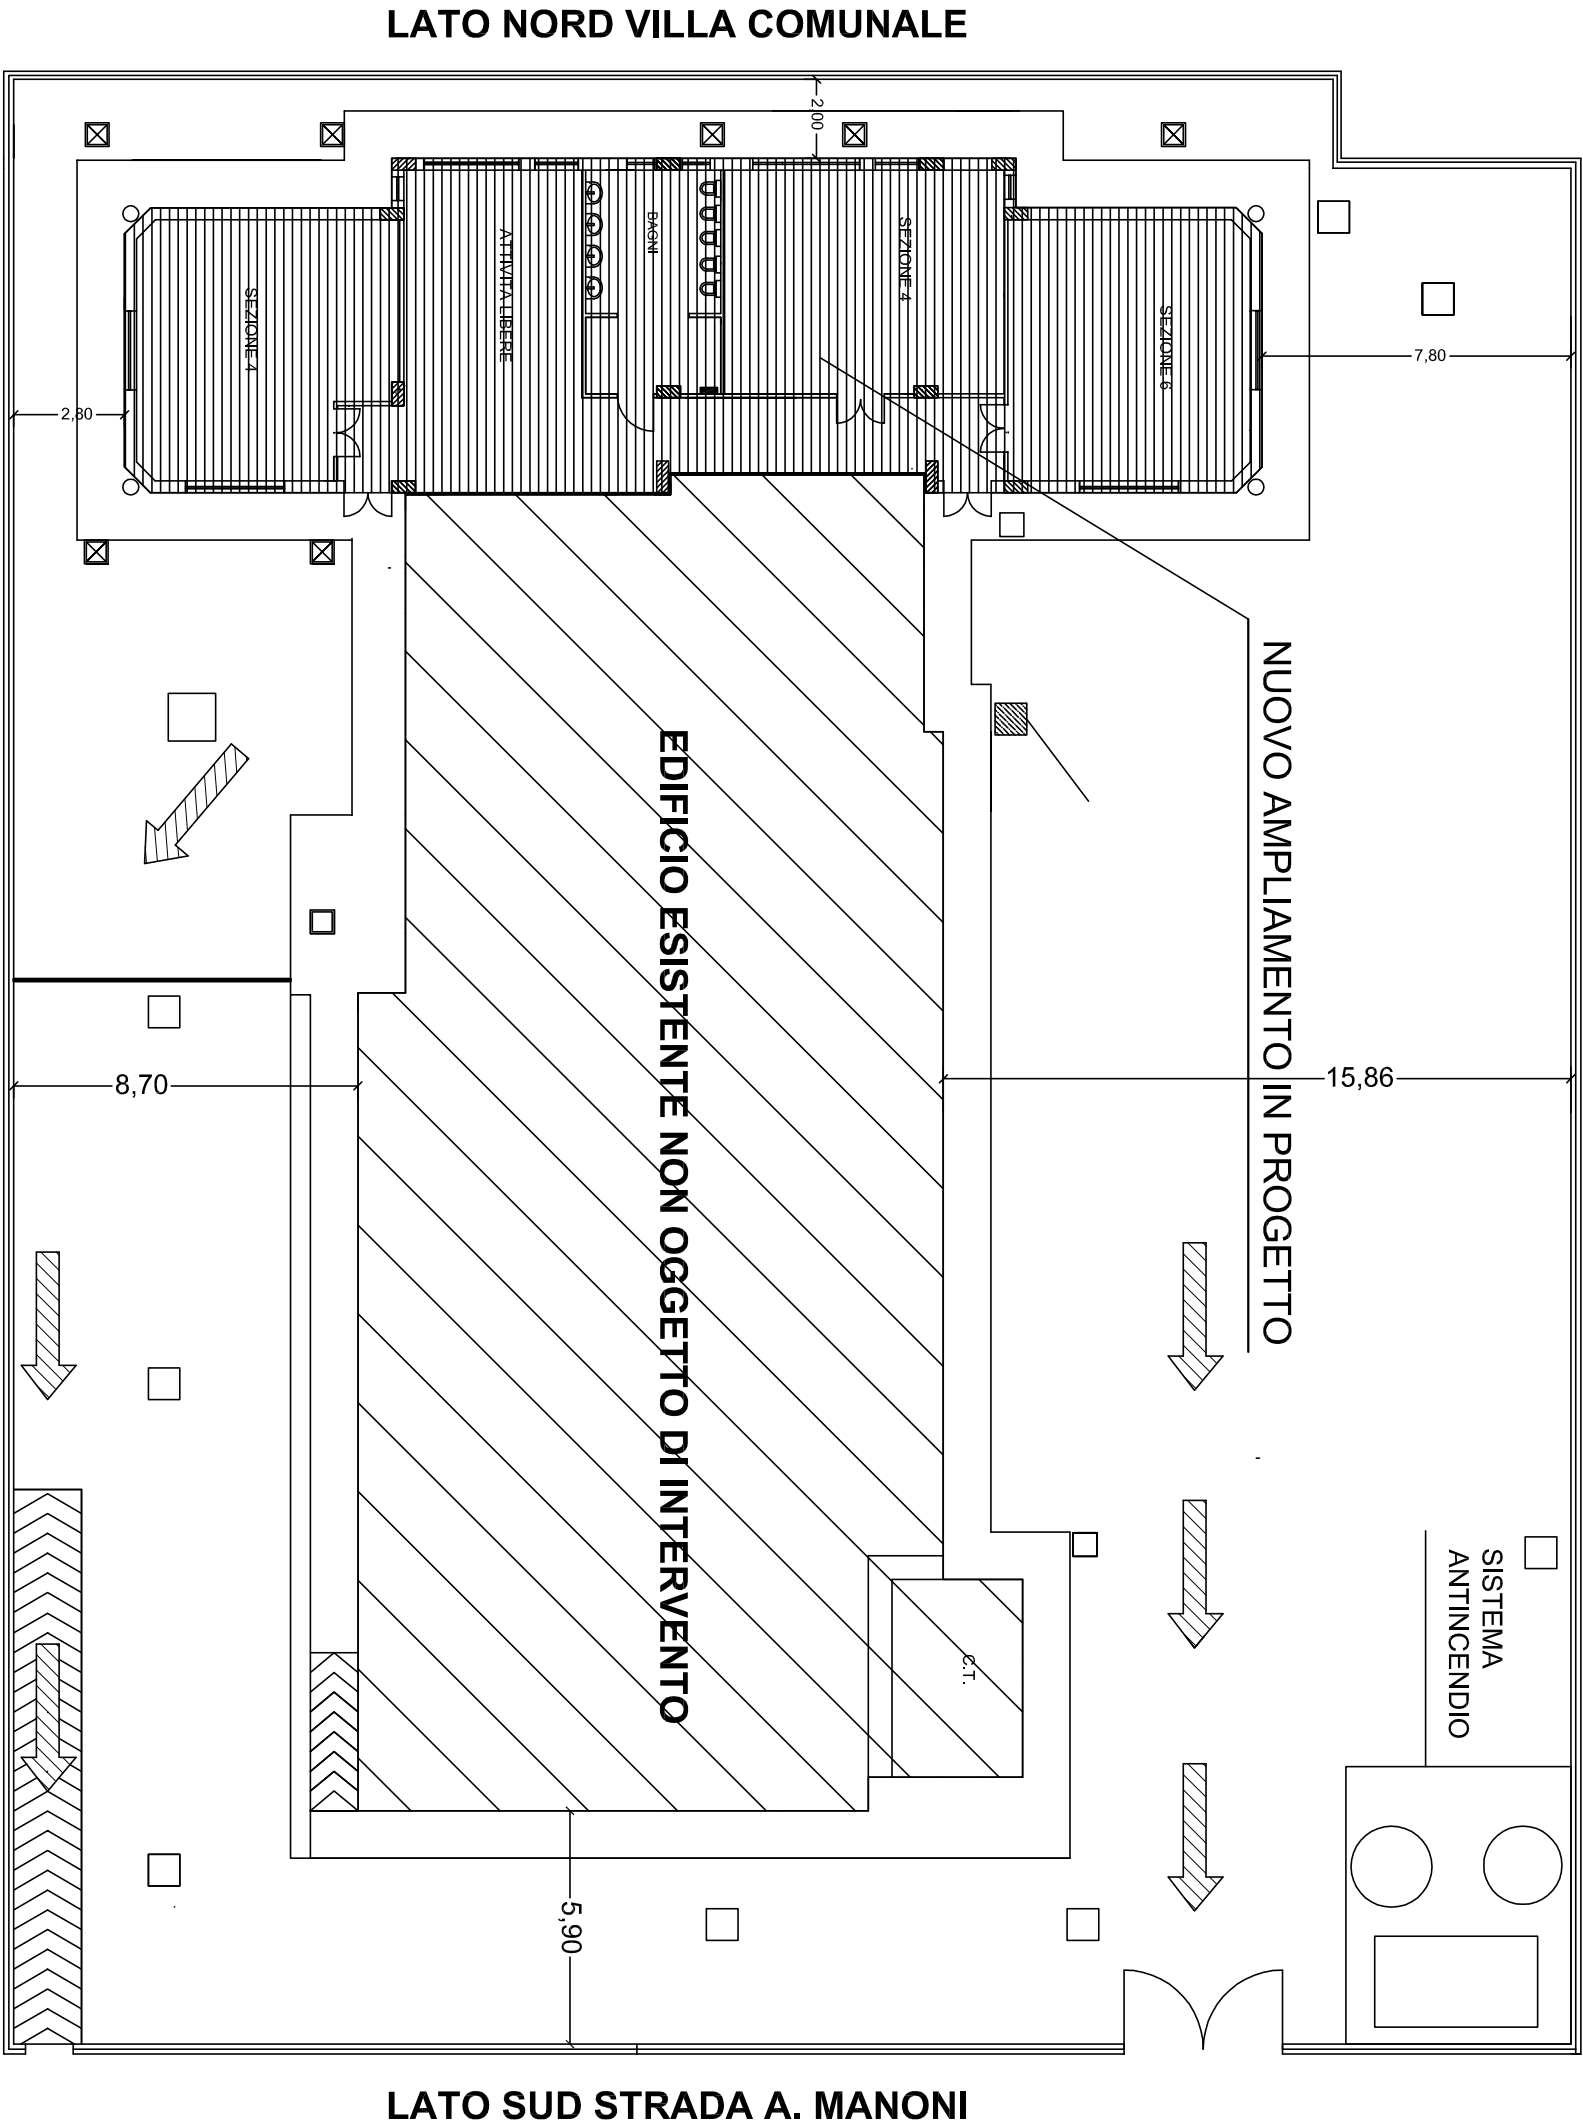 LATO NORD VILLA COMUNALE
2,00
SEZIONE 4
ATTIVITA LIBERE
BAGNI
SEZIONE 4
SEZIONE 6
7,80
2,80
NUOVO AMPLIAMENTO IN PROGETTO
EDIFICIO ESISTENTE NON OGGETTO DI INTERVENTO
8,70
15,86
SISTEMA
ANTINCENDIO
C.T.
5,90
LATO SUD STRADA A. MANONI